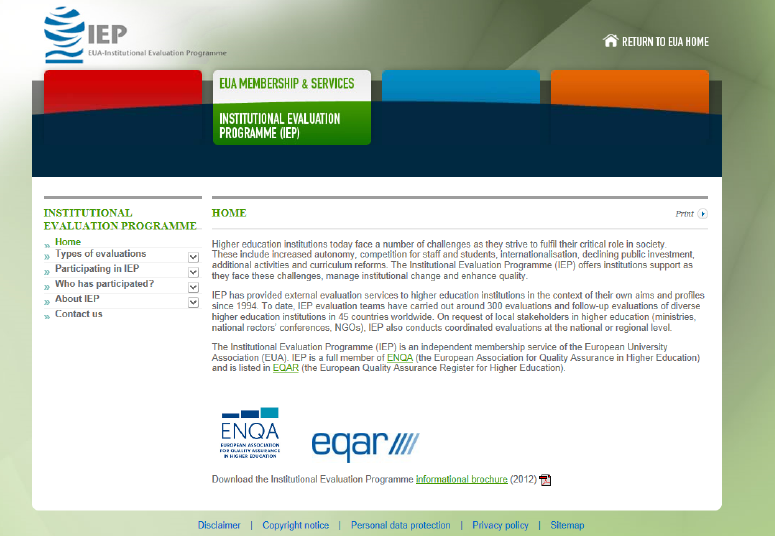 IEP
EUA-Institutional Evaluation Programme
RETURN TO EUA HOME
EUA MEMBERSHIP & SERVICES
INSTITUTIONAL EVALUATION
PROGRAMME (IEP)
INSTITUTIONAL
EVALUATION PROGRAMME
Home
Types of evaluations
Participating in IEP
Who has participated?
About IEP
Contact us
HOME
Print
Higher education institutions today face a number of challenges as they strive to fulfil their critical role in society.
These include increased autonomy, competition for staff and students, internationalisation, declining public investment,
additional activities and curriculum reforms. The Institutional Evaluation Programme (IEP) offers institutions support as
they face these challenges, manage institutional change and enhance quality.
IEP has provided external evaluation services to higher education institutions in the context of their own aims and profiles
since 1994. To date, IEP evaluation teams have carried out around 300 evaluations and follow-up evaluations of diverse
higher education institutions in 45 countries worldwide. On request of local stakeholders in higher education (ministries,
national rectors' conferences, NGOs), IEP also conducts coordinated evaluations at the national or regional level.
The Institutional Evaluation Programme (IEP) is an independent membership service of the European University
Association (EUA). IEP is a full member of ENQA (the European Association for Quality Assurance in Higher Education)
and is listed in EQAR (the European Quality Assurance Register for Higher Education).
ENQA
EUROPEAN ASSOCIATION
FOR QUALITY ASSURANCE
IN HIGHER EDUCATION
eqar////
Download the Institutional Evaluation Programme informational brochure (2012)
Disclaimer | Copyright notice | Personal data protection | Privacy policy | Sitemap